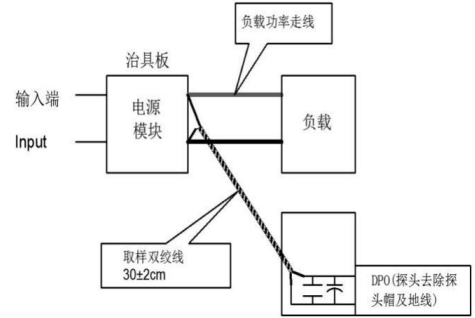 负载功率走线
治具板
输入端
电源
模块
负载
Input
取样双绞线
30±2cm
DPO(探头去除探
头帽及地线)